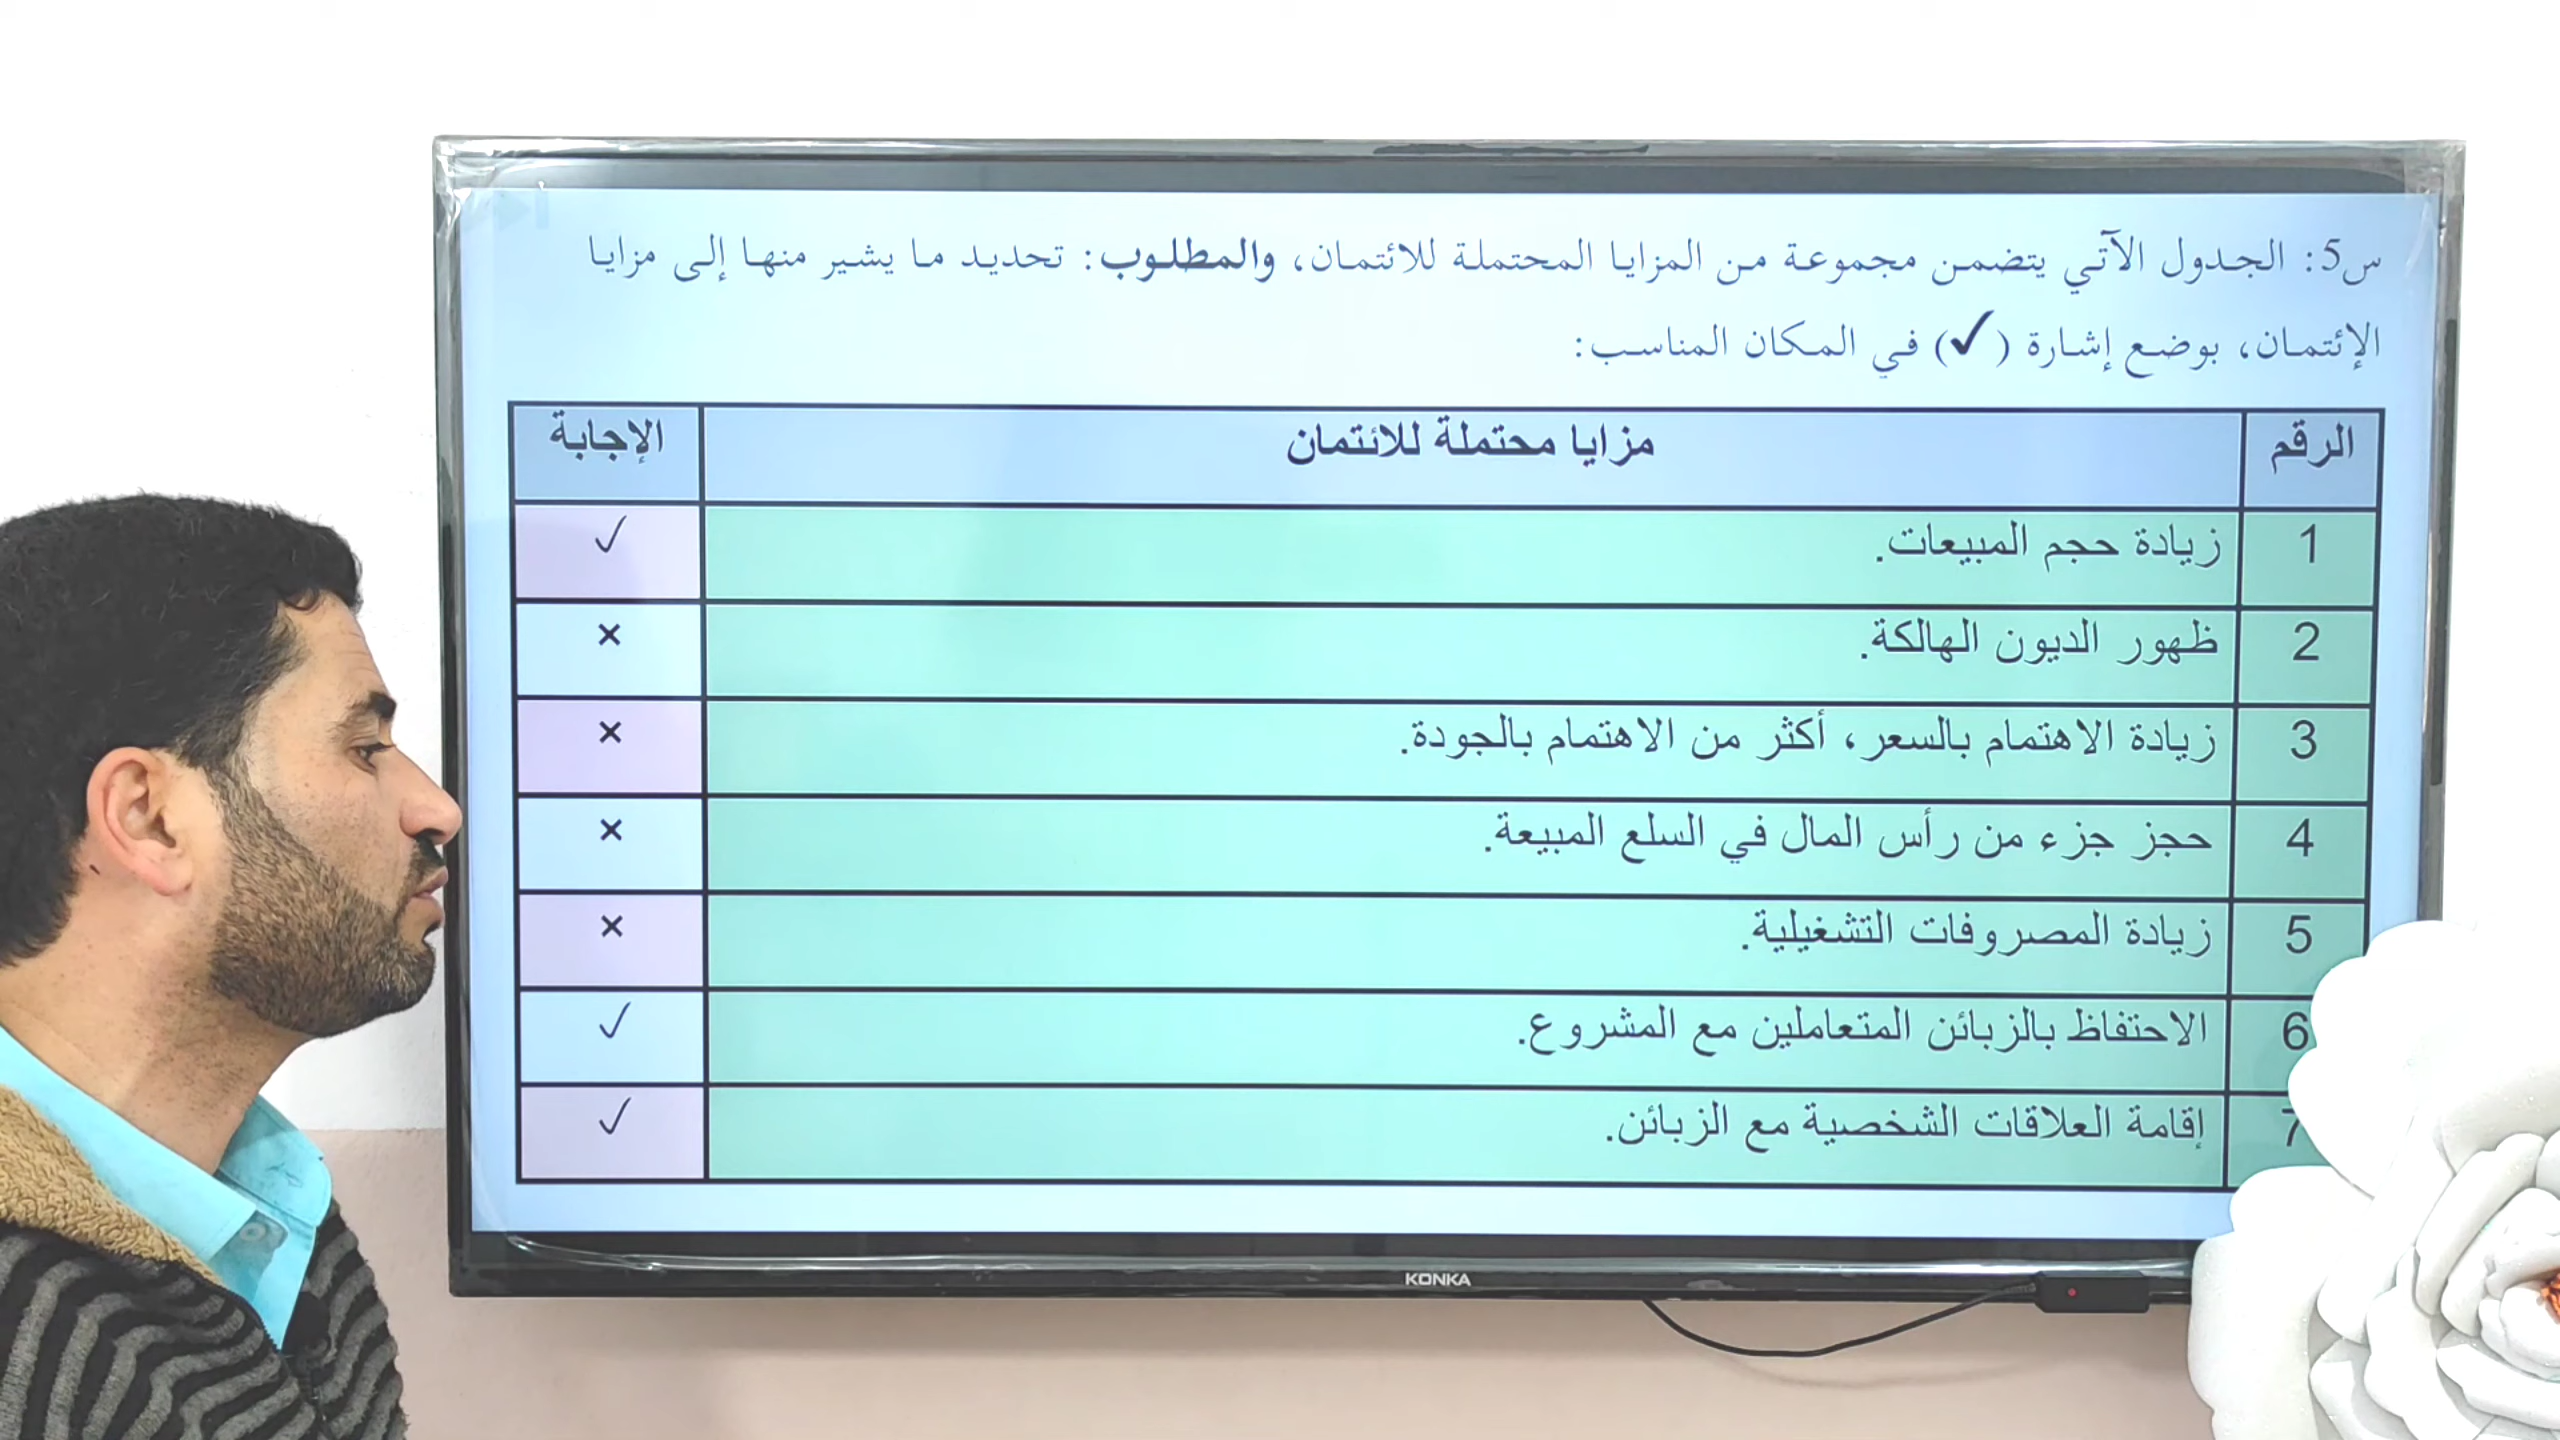 س5: الجدول الآتي يتضمن مجموعة من المزايا المحتملة للائتمان، والمطلوب: تحديد ما يشير منها إلى مزايا
الإئتمان، بوضع إشارة (✓) في المكان المناسب:
الرقم مزايا محتملة للائتمان الإجابة
1 زيادة حجم المبيعات. ✓
2 ظهور الديون الهالكة. ×
3 زيادة الاهتمام بالسعر، أكثر من الاهتمام بالجودة. ×
4 حجز جزء من رأس المال في السلع المبيعة. ×
5 زيادة المصروفات التشغيلية. ×
6 الاحتفاظ بالزبائن المتعاملين مع المشروع. ✓
7 إقامة العلاقات الشخصية مع الزبائن. ✓
KONKA